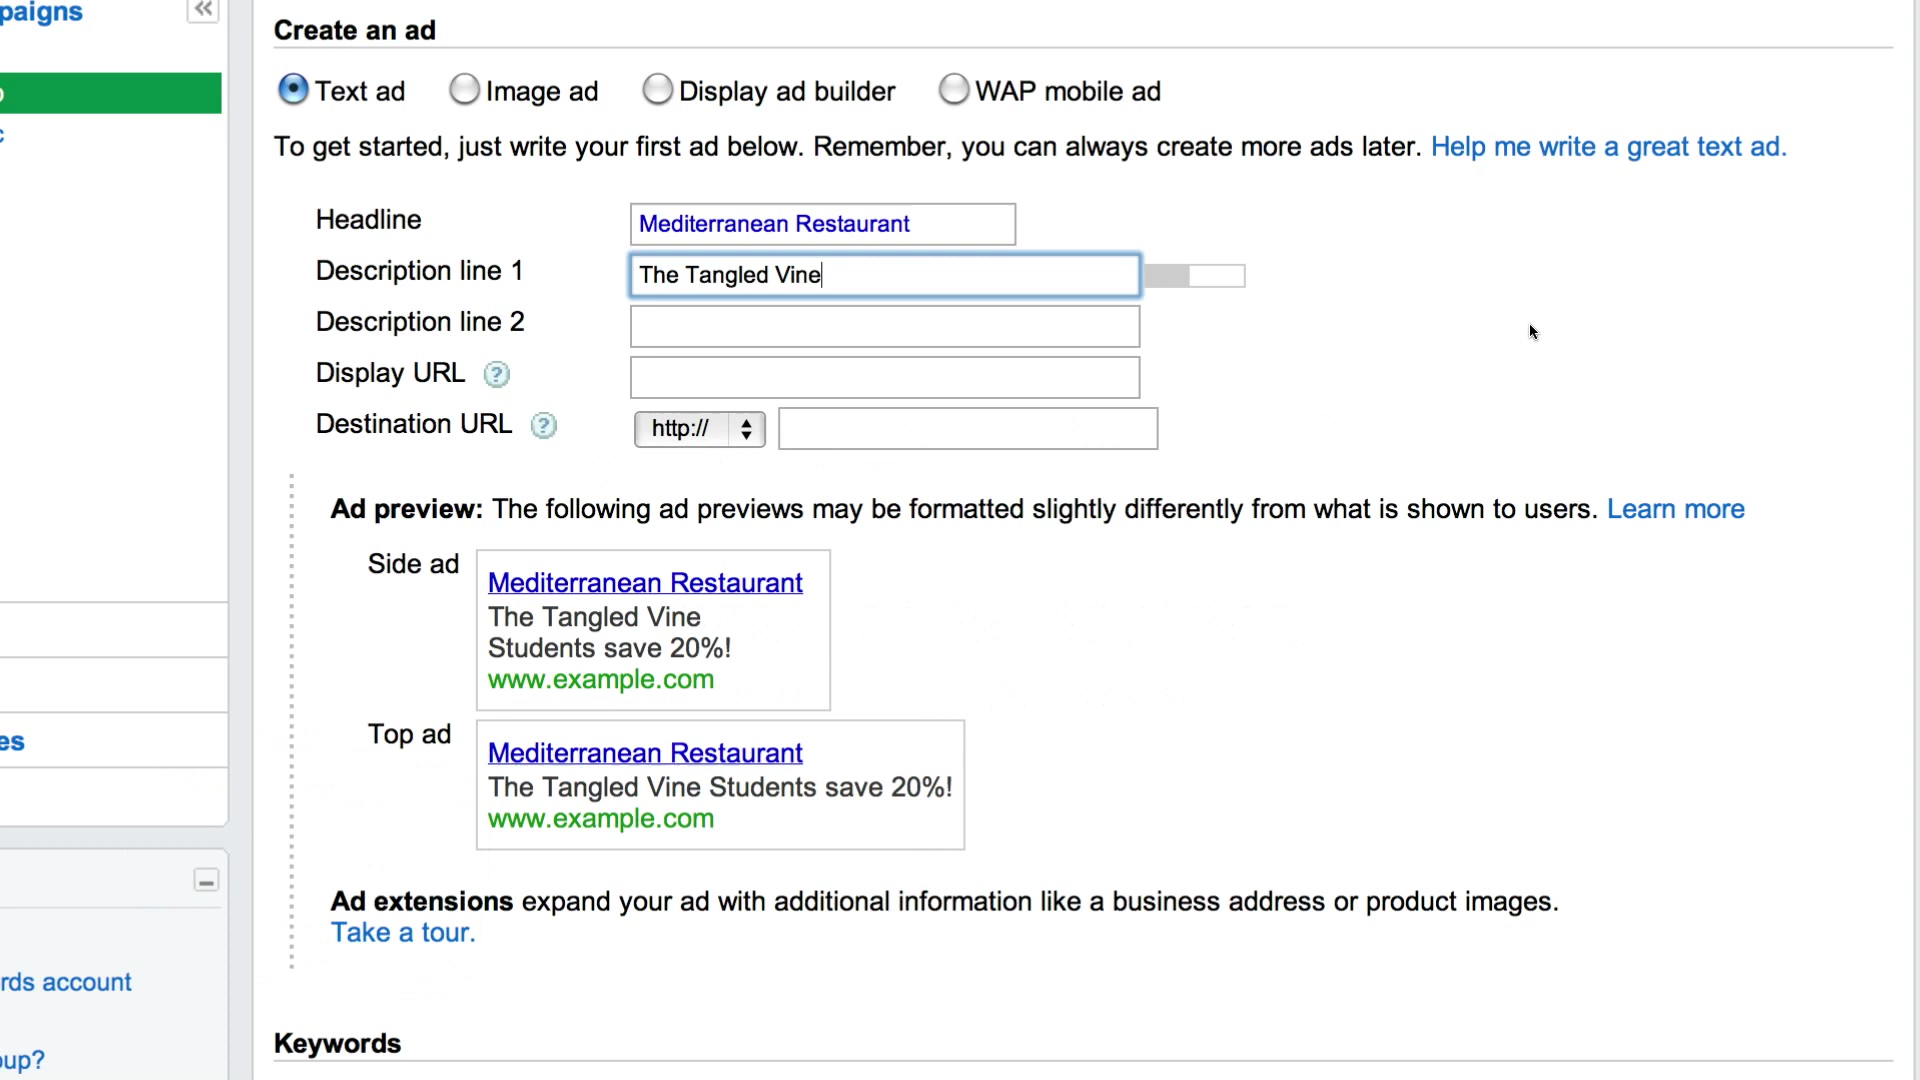 paigns
Create an ad
Text ad Image ad Display ad builder WAP mobile ad
To get started, just write your first ad below. Remember, you can always create more ads later. Help me write a great text ad.
Headline Mediterranean Restaurant
Description line 1 The Tangled Vine
Description line 2
Display URL ?
Destination URL ? http://
Ad preview: The following ad previews may be formatted slightly differently from what is shown to users. Learn more
Side ad
Mediterranean Restaurant
The Tangled Vine
Students save 20%!
www.example.com
es
Top ad
Mediterranean Restaurant
The Tangled Vine Students save 20%!
www.example.com
Ad extensions expand your ad with additional information like a business address or product images.
Take a tour.
rds account
Keywords
oup?